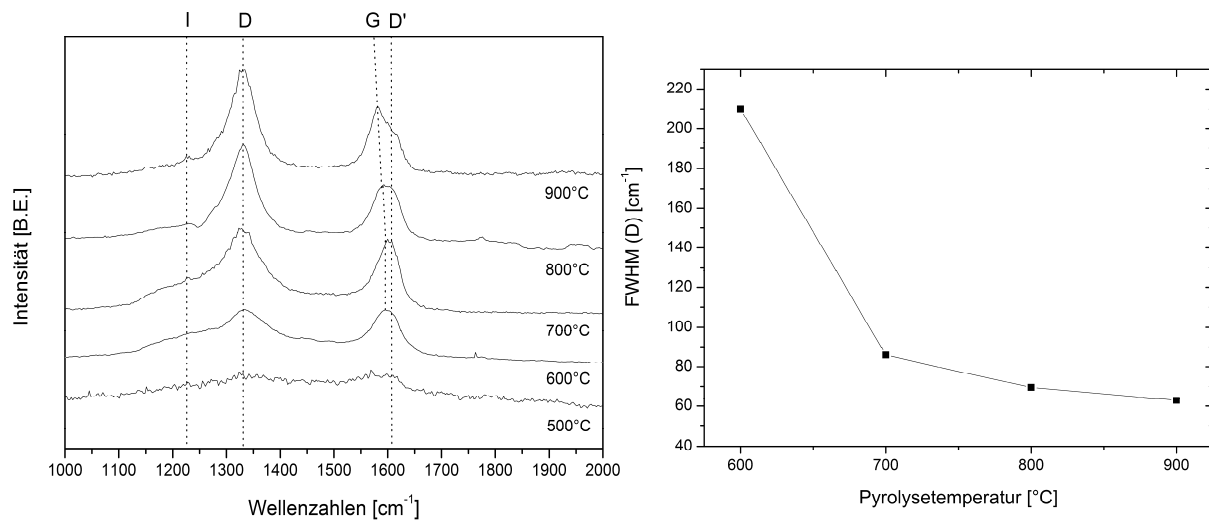 I D G D'
Intensität [B.E.]
900°C
800°C
700°C
600°C
500°C
1000 1100 1200 1300 1400 1500 1600 1700 1800 1900 2000
Wellenzahlen [cm⁻¹]
FWHM (D) [cm⁻¹]
220
200
180
160
140
120
100
80
60
40
600 700 800 900
Pyrolysetemperatur [°C]